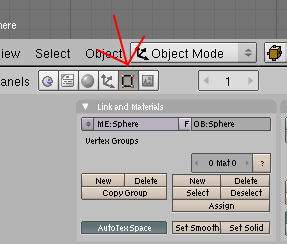 here
iew Select Object Object Mode
anels 1
Link and Materials
ME:Sphere F OB:Sphere
Vertex Groups
0 Mat 0 ?
New Delete New Delete
Copy Group Select Deselect
Assign
AutoTexSpace Set Smooth Set Solid